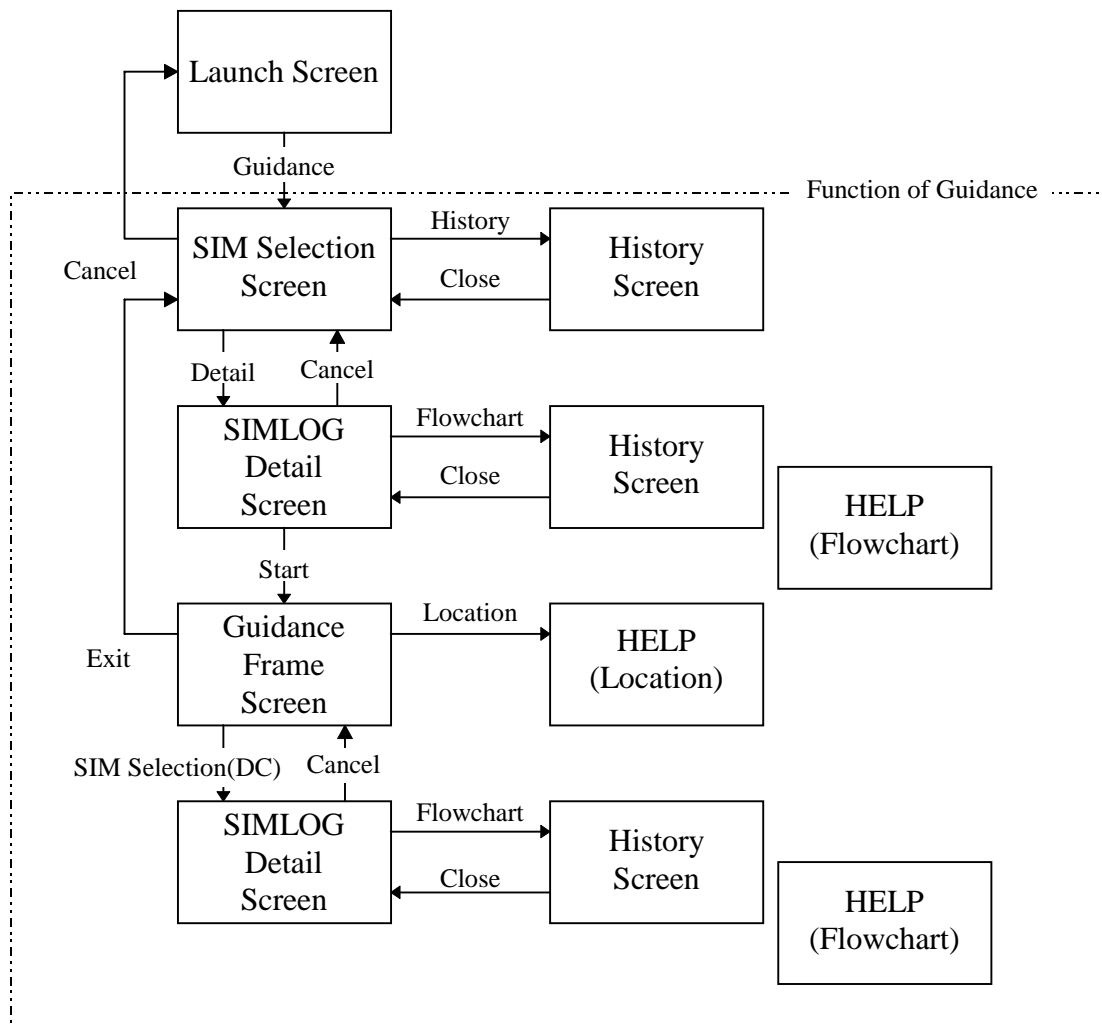 Launch Screen
Guidance
Function of Guidance
SIM Selection
Screen
History
Close
History
Screen
Cancel
Detail
Cancel
SIMLOG
Detail
Screen
Flowchart
Close
History
Screen
HELP
(Flowchart)
Start
Guidance
Frame
Screen
Location
HELP
(Location)
Exit
SIM Selection(DC)
Cancel
SIMLOG
Detail
Screen
Flowchart
Close
History
Screen
HELP
(Flowchart)